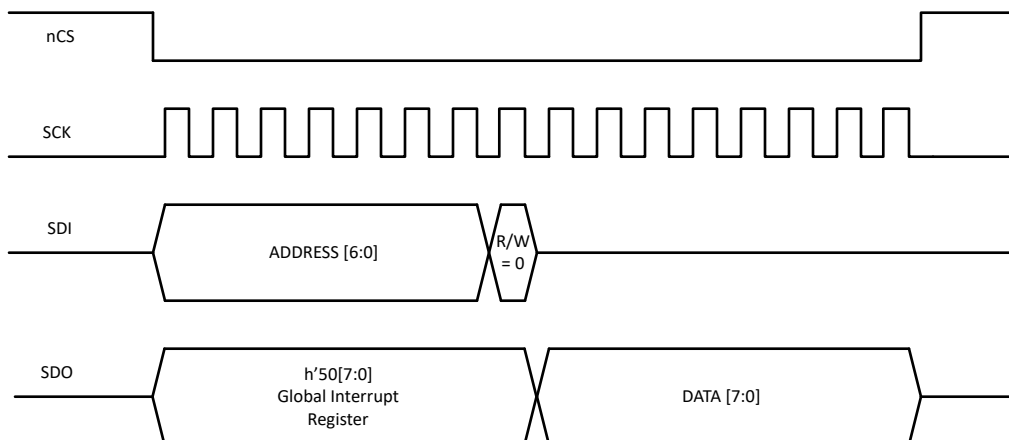 nCS
SCK
SDI
ADDRESS [6:0]
R/W
= 0
SDO
h’50[7:0]
Global Interrupt
Register
DATA [7:0]